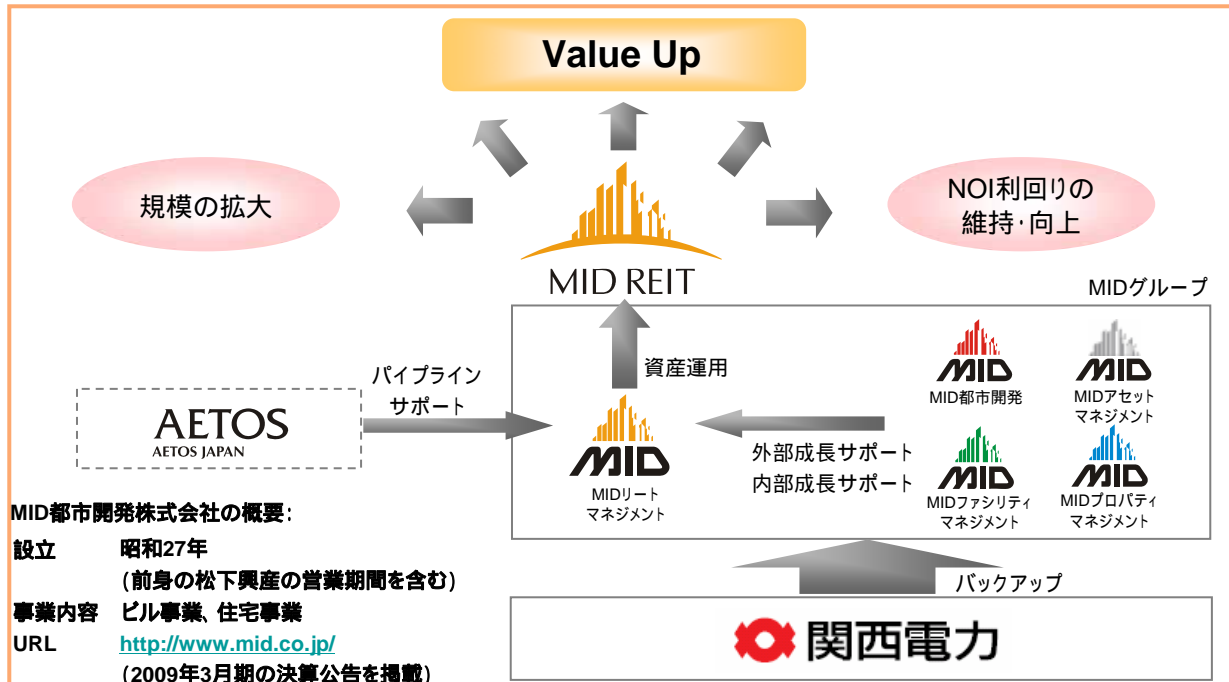 Value Up
規模の拡大
NOI利回りの
維持・向上
MID REIT
MIDグループ
資産運用
パイプライン
サポート
AETOS
AETOS JAPAN
MID
MIDリート
マネジメント
外部成長サポート
内部成長サポート
MID
MID都市開発
MID
MIDアセット
マネジメント
MID
MIDファシリティ
マネジメント
MID
MIDプロパティ
マネジメント
バックアップ
関西電力
MID都市開発株式会社の概要：
設立 昭和27年
(前身の松下興産の営業期間を含む)
事業内容 ビル事業、住宅事業
URL http://www.mid.co.jp/
(2009年3月期の決算公告を掲載)